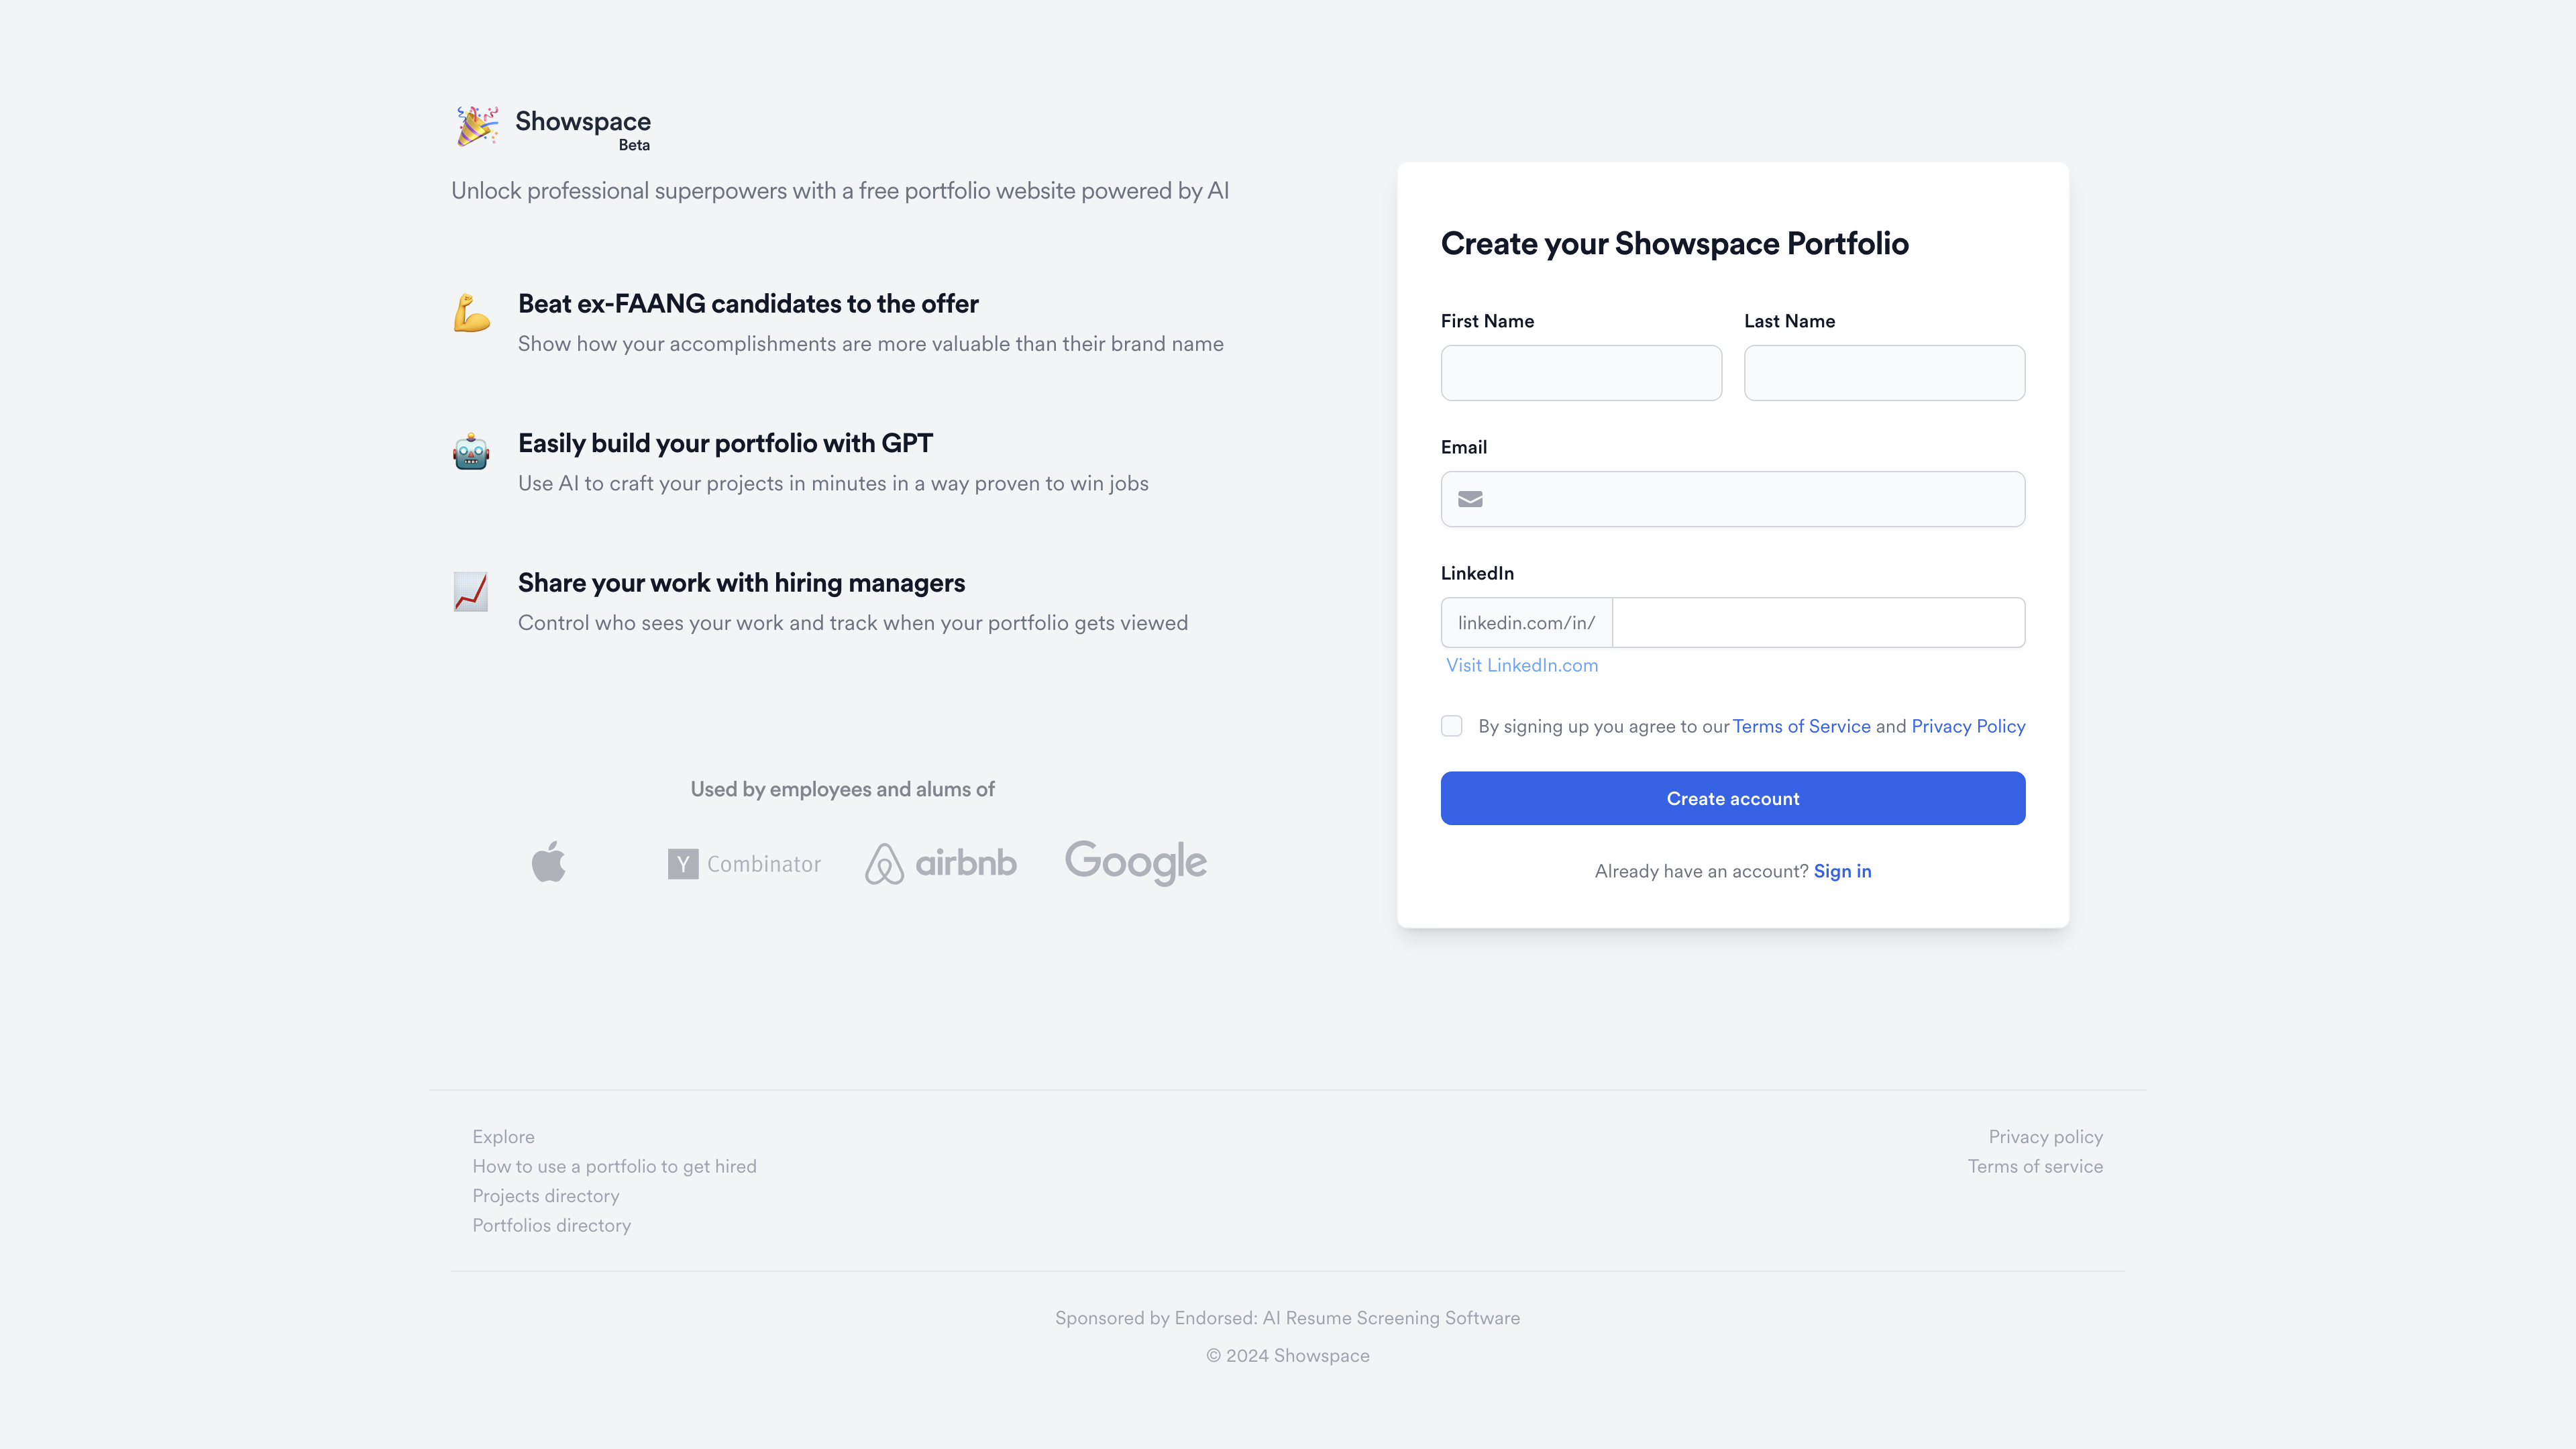 Showspace
Beta
Unlock professional superpowers with a free portfolio website powered by AI
Beat ex-FAANG candidates to the offer
Show how your accomplishments are more valuable than their brand name
Easily build your portfolio with GPT
Use AI to craft your projects in minutes in a way proven to win jobs
Share your work with hiring managers
Control who sees your work and track when your portfolio gets viewed
Used by employees and alums of
Y Combinator airbnb Google
Create your Showspace Portfolio
First Name Last Name
Email
LinkedIn
linkedin.com/in/
Visit LinkedIn.com
By signing up you agree to our Terms of Service and Privacy Policy
Create account
Already have an account? Sign in
Explore
How to use a portfolio to get hired
Projects directory
Portfolios directory
Privacy policy
Terms of service
Sponsored by Endorsed: AI Resume Screening Software
© 2024 Showspace